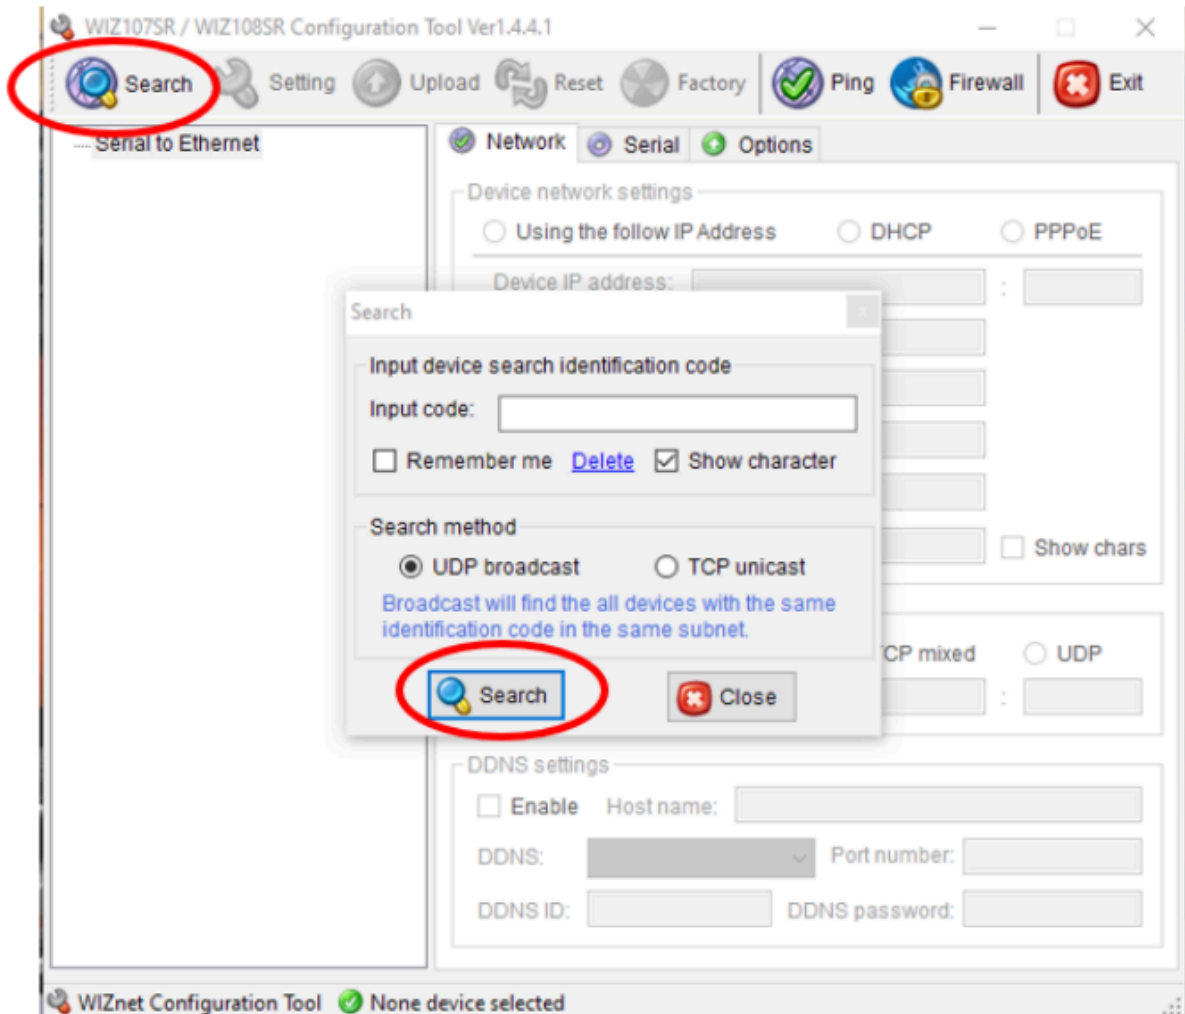 WIZ107SR / WIZ108SR Configuration Tool Ver1.4.4.1
Search Setting Upload Reset Factory Ping Firewall Exit
Serial to Ethernet
Network Serial Options
Device network settings
Using the follow IP Address DHCP PPPoE
Device IP address: :
Search
Input device search identification code
Input code:
Remember me Delete Show character
Search method
UDP broadcast TCP unicast
Broadcast will find the all devices with the same
identification code in the same subnet.
Show chars
CP mixed UDP
Search Close
:
DDNS settings
Enable Host name:
DDNS: Port number:
DDNS ID: DDNS password:
WIZnet Configuration Tool None device selected